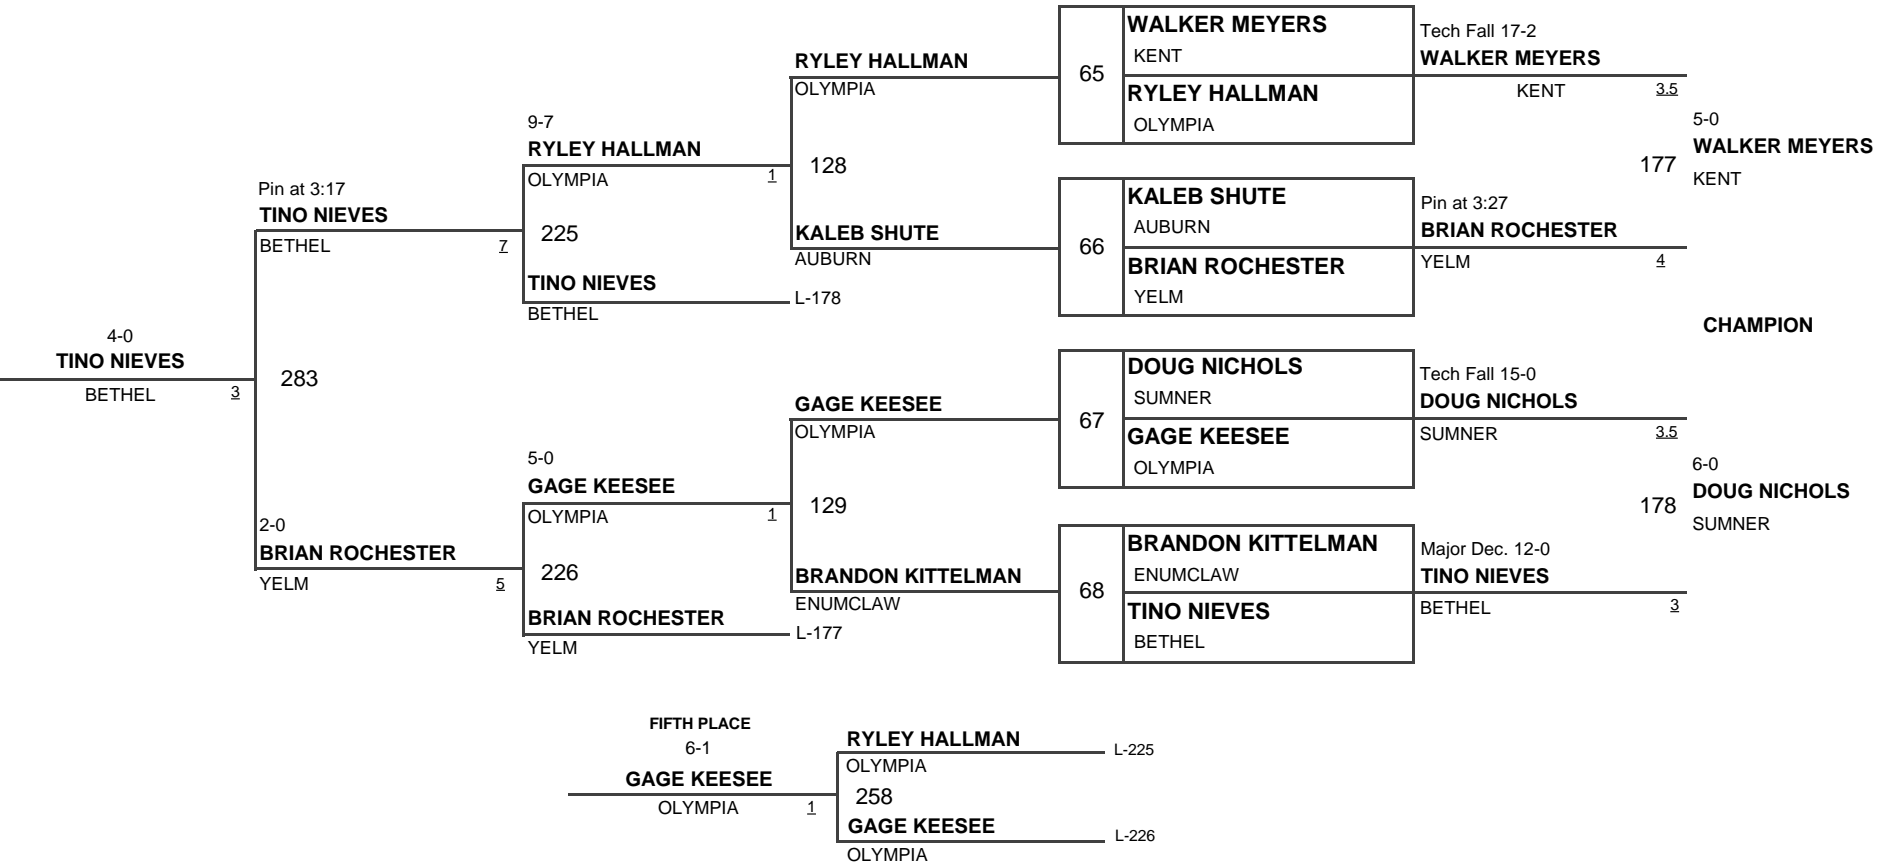 WALKER MEYERS
KENT
65
RYLEY HALLMAN
OLYMPIA
Tech Fall 17-2
WALKER MEYERS
KENT 3.5
5-0
WALKER MEYERS
177
KENT
KALEB SHUTE
AUBURN
66
BRIAN ROCHESTER
YELM
Pin at 3:27
BRIAN ROCHESTER
YELM 4
CHAMPION
DOUG NICHOLS
SUMNER
67
GAGE KEESEE
OLYMPIA
Tech Fall 15-0
DOUG NICHOLS
SUMNER 3.5
6-0
DOUG NICHOLS
178
SUMNER
BRANDON KITTELMAN
ENUMCLAW
68
TINO NIEVES
BETHEL
Major Dec. 12-0
TINO NIEVES
BETHEL 3
RYLEY HALLMAN
OLYMPIA
128
KALEB SHUTE
AUBURN
L-178
GAGE KEESEE
OLYMPIA
129
BRANDON KITTELMAN
ENUMCLAW
L-177
9-7
RYLEY HALLMAN
OLYMPIA 1
225
TINO NIEVES
BETHEL
5-0
GAGE KEESEE
OLYMPIA 1
226
BRIAN ROCHESTER
YELM
Pin at 3:17
TINO NIEVES
BETHEL 7
283
2-0
BRIAN ROCHESTER
YELM 5
4-0
TINO NIEVES
BETHEL 3
FIFTH PLACE
6-1
GAGE KEESEE
OLYMPIA 1
RYLEY HALLMAN
L-225
OLYMPIA
258
GAGE KEESEE
L-226
OLYMPIA